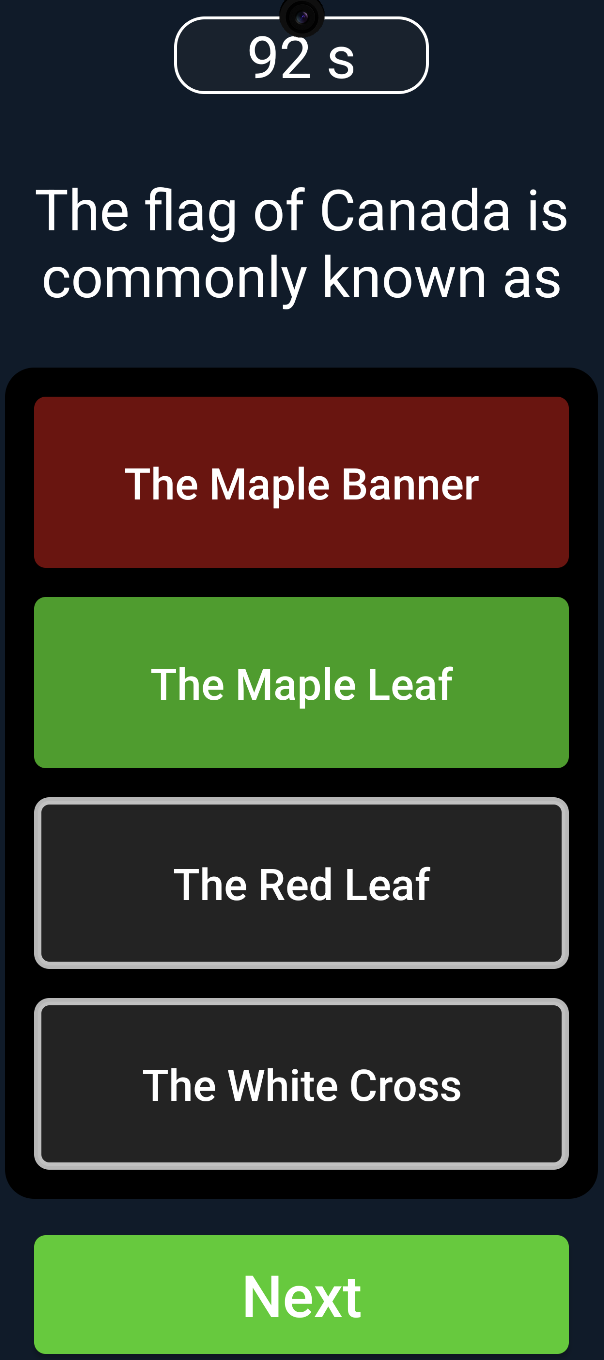 92 s
The flag of Canada is
commonly known as
The Maple Banner
The Maple Leaf
The Red Leaf
The White Cross
Next